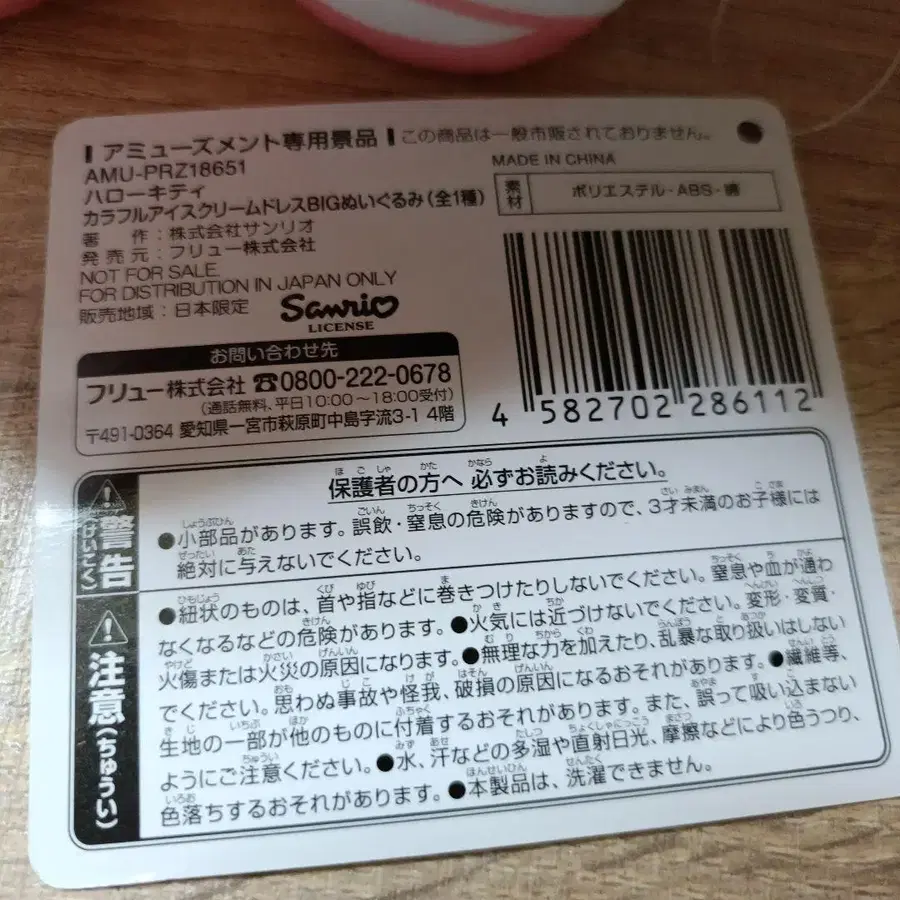 アミューズメント専用景品 この商品は一般市販されておりません。
AMU-PRZ18651
ハローキティ
カラフルアイスクリームドレスBIGぬいぐるみ(全1種)
著 作:株式会社サンリオ
発売元:フリュー株式会社
NOT FOR SALE
FOR DISTRIBUTION IN JAPAN ONLY
販売地域:日本限定
Sanrio
LICENSE
MADE IN CHINA
素材 ポリエステル・ABS・綿
4 582702 286112
お問い合わせ先
フリュー株式会社 ☎0800-222-0678
(通話無料、平日10:00~18:00受付)
〒491-0364 愛知県一宮市萩原町中島字流3-1 4階
保護者の方へ 必ずお読みください。
警告(けいこく)
●小部品があります。誤飲・窒息の危険がありますので、3才未満のお子様には
絶対に与えないでください。
注意(ちゅうい)
●紐状のものは、首や指などに巻きつけたりしないでください。窒息や血が通わ
なくなるなどの危険があります。●火気には近づけないでください。変形・変質・
火傷または火災の原因になります。●無理な力を加えたり、乱暴な取り扱いはしない
でください。思わぬ事故や怪我、破損の原因になるおそれがあります。●繊維等、
生地の一部が他のものに付着するおそれがあります。また、誤って吸い込まない
ようにご注意ください。●水、汗などの多湿や直射日光、摩擦などにより色うつり、
色落ちするおそれがあります。●本製品は、洗濯できません。